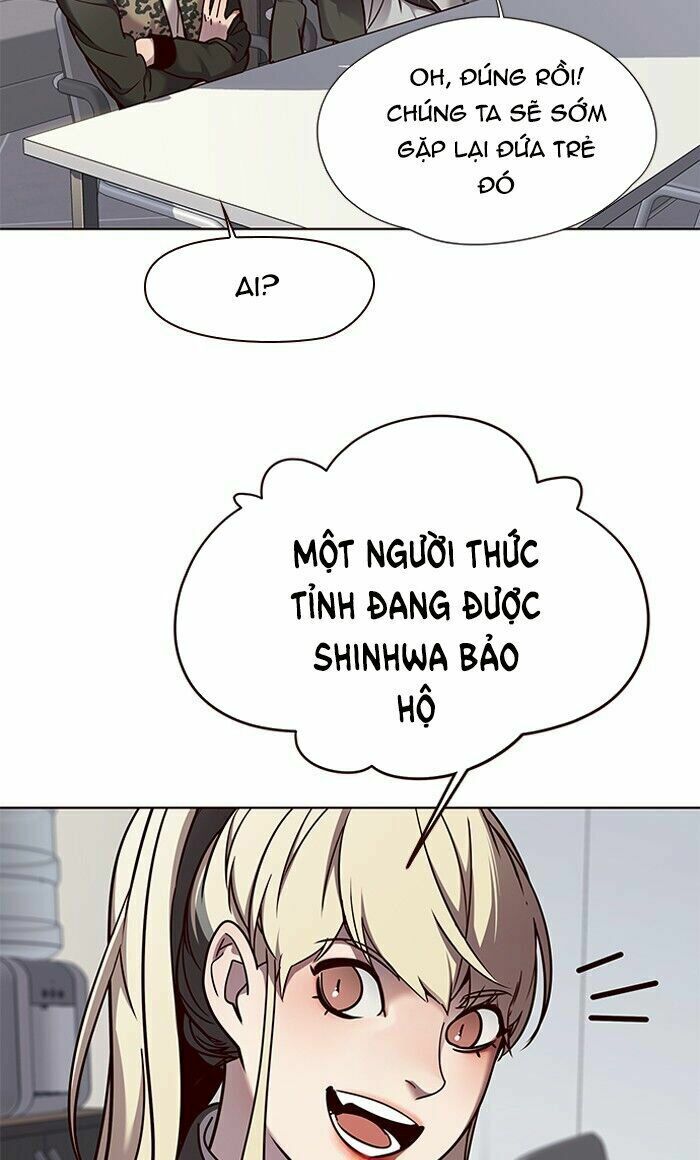 OH, ĐÚNG RỒI!
CHÚNG TA SẼ SỚM
GẶP LẠI ĐỨA TRẺ
ĐÓ
AI?
MỘT NGƯỜI THỨC
TỈNH ĐANG ĐƯỢC
SHINHWA BẢO
HỘ